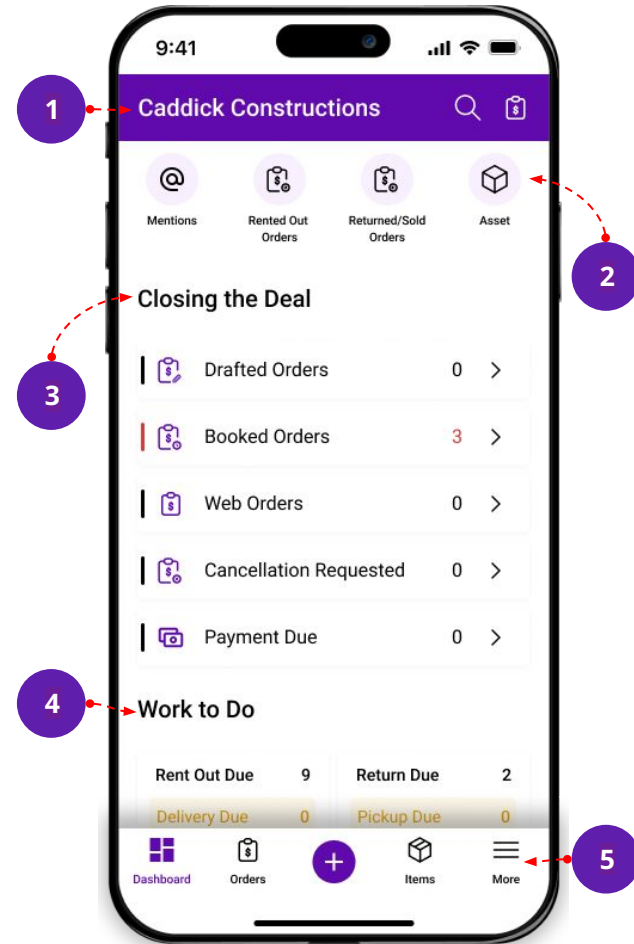 9:41
1
Caddick Constructions
Mentions
Rented Out
Orders
Returned/Sold
Orders
Asset
2
Closing the Deal
3
Drafted Orders 0
Booked Orders 3
Web Orders 0
Cancellation Requested 0
Payment Due 0
4
Work to Do
Rent Out Due 9
Return Due 2
Delivery Due 0
Pickup Due 0
Dashboard
Orders
Items
More
5